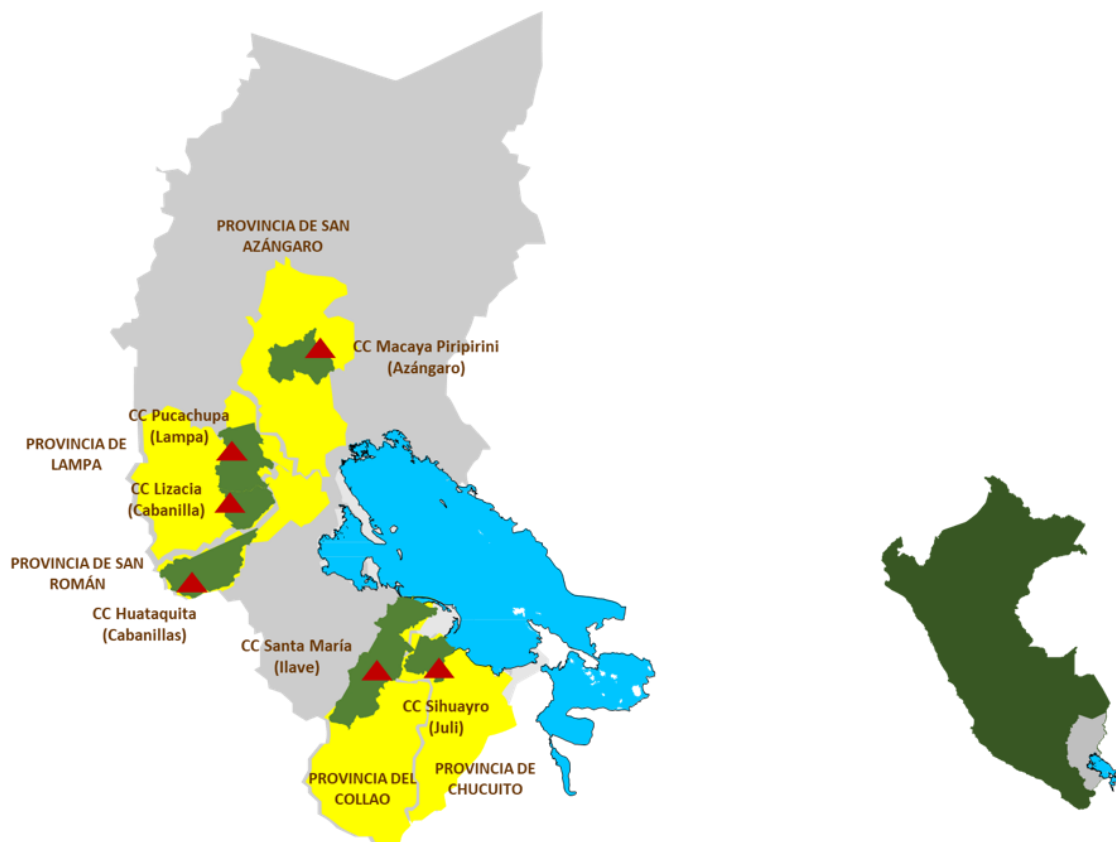 PROVINCIA DE SAN
AZÁNGARO
CC Macaya Piripirini
(Azángaro)
CC Pucachupa
(Lampa)
PROVINCIA DE
LAMPA
CC Lizacia
(Cabanilla)
PROVINCIA DE SAN
ROMÁN
CC Huataquita
(Cabanillas)
CC Santa María
(Ilave)
CC Sihuayro
(Juli)
PROVINCIA DEL
COLLAO
PROVINCIA DE
CHUCUITO